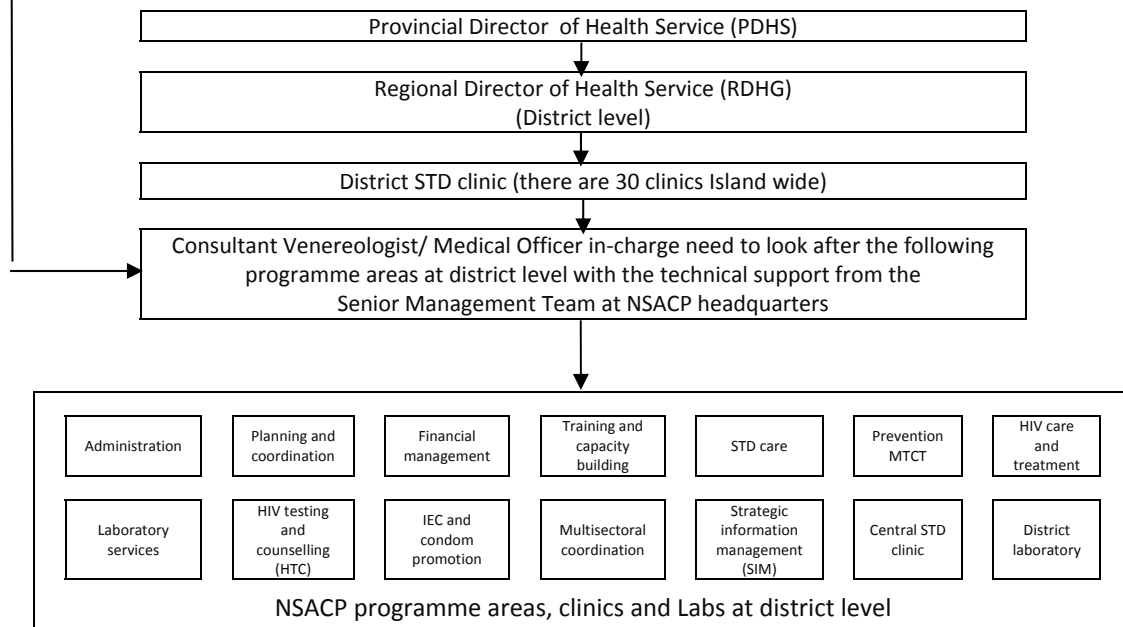 Provincial Director of Health Service (PDHS)
Regional Director of Health Service (RDHG)
(District level)
District STD clinic (there are 30 clinics Island wide)
Consultant Venereologist/ Medical Officer in-charge need to look after the following
programme areas at district level with the technical support from the
Senior Management Team at NSACP headquarters
Administration
Planning and
coordination
Financial
management
Training and
capacity
building
STD care
Prevention
MTCT
HIV care
and
treatment
Laboratory
services
HIV testing
and
counselling
(HTC)
IEC and
condom
promotion
Multisectoral
coordination
Strategic
information
management
(SIM)
Central STD
clinic
District
laboratory
NSACP programme areas, clinics and Labs at district level